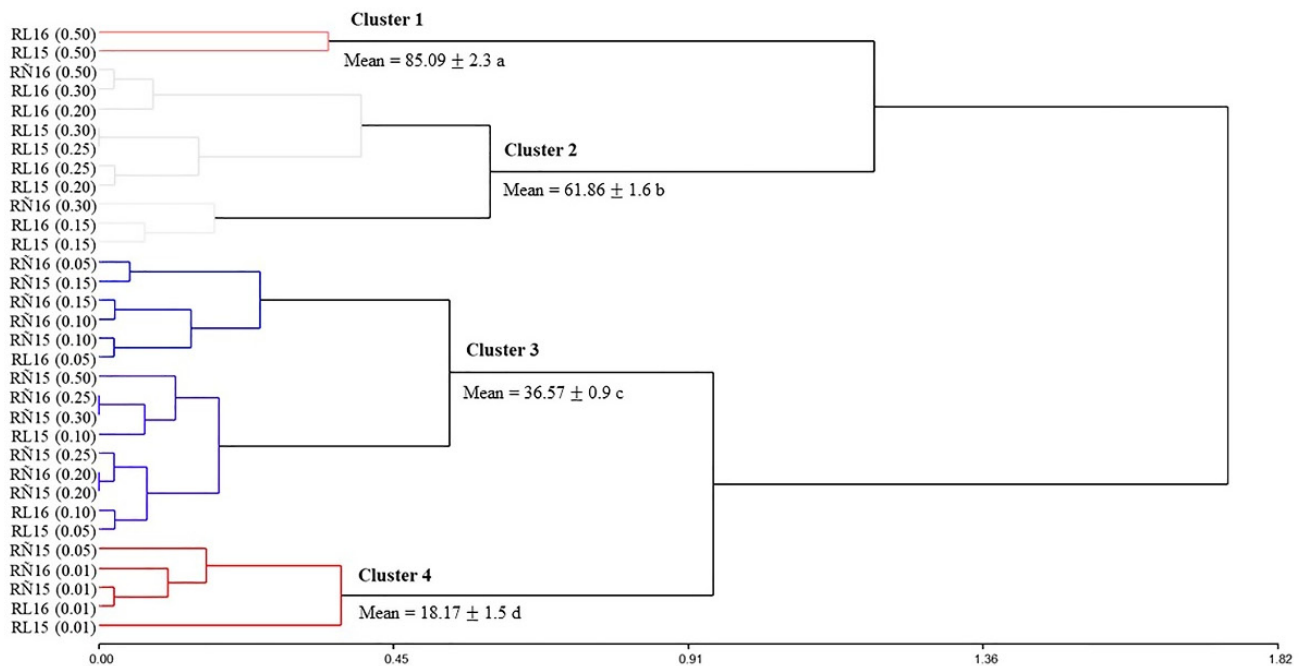 Cluster 1
RL16 (0.50)
RL15 (0.50)
Mean = 85.09 ± 2.3 a
RÑ16 (0.50)
RL16 (0.30)
RL16 (0.20)
RL15 (0.30)
RL15 (0.25)
Cluster 2
RL16 (0.25)
RL15 (0.20)
Mean = 61.86 ± 1.6 b
RÑ16 (0.30)
RL16 (0.15)
RL15 (0.15)
RÑ16 (0.05)
RÑ15 (0.15)
RÑ16 (0.15)
RÑ16 (0.10)
RÑ15 (0.10)
Cluster 3
RL16 (0.05)
RÑ15 (0.50)
Mean = 36.57 ± 0.9 c
RÑ16 (0.25)
RÑ15 (0.30)
RL15 (0.10)
RÑ15 (0.25)
RÑ16 (0.20)
RÑ15 (0.20)
RL16 (0.10)
RL15 (0.05)
RÑ15 (0.05)
RÑ16 (0.01)
Cluster 4
RÑ15 (0.01)
RL16 (0.01)
Mean = 18.17 ± 1.5 d
RL15 (0.01)
0.00 0.45 0.91 1.36 1.82